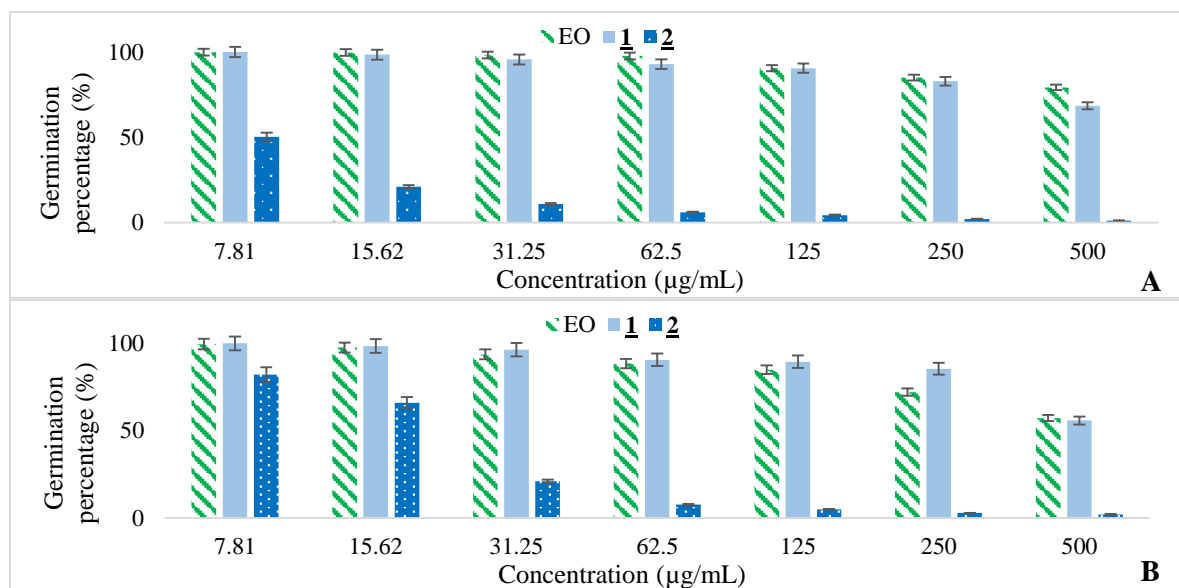 EO 1 2
Germination
percentage (%)
100
50
0
7.81 15.62 31.25 62.5 125 250 500
Concentration (µg/mL)
A
EO 1 2
Germination
percentage (%)
100
50
0
7.81 15.62 31.25 62.5 125 250 500
Concentration (µg/mL)
B